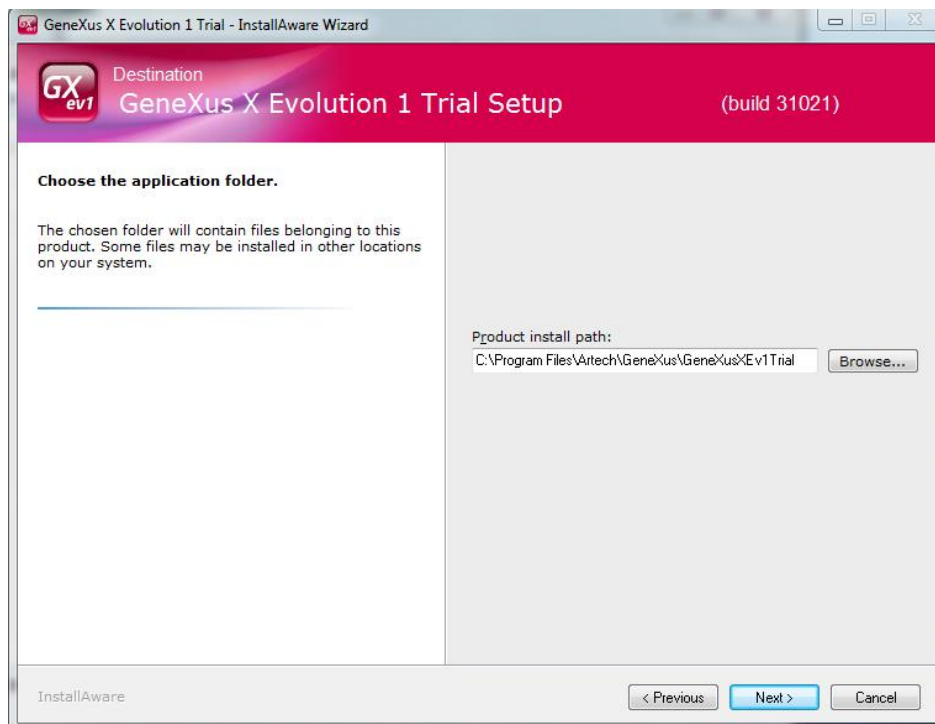 GeneXus X Evolution 1 Trial - InstallAware Wizard
GX
ev1
Destination
GeneXus X Evolution 1 Trial Setup
(build 31021)
Choose the application folder.
The chosen folder will contain files belonging to this
product. Some files may be installed in other locations
on your system.
Product install path:
C:\Program Files\Artech\GeneXus\GeneXusXEv1Trial
Browse...
InstallAware
< Previous
Next >
Cancel